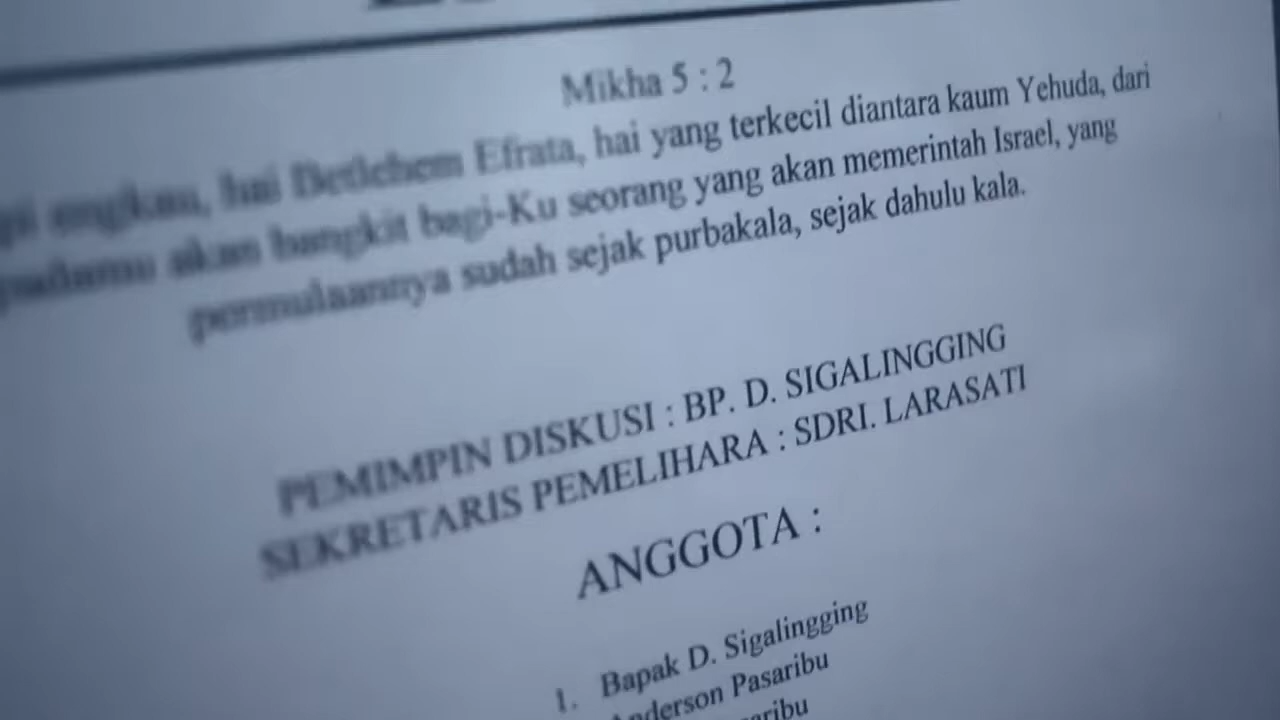 Mikha 5 : 2
engkau, hai Betlehem Efrata, hai yang terkecil diantara kaum Yehuda, dari
akan bangkit bagi-Ku seorang yang akan memerintah Israel, yang
permulaannya sudah sejak purbakala, sejak dahulu kala.
PEMIMPIN DISKUSI : BP. D. SIGALINGGING
SEKRETARIS PEMELIHARA : SDRI. LARASATI
ANGGOTA :
1. Bapak D. Sigalingging
Anderson Pasaribu